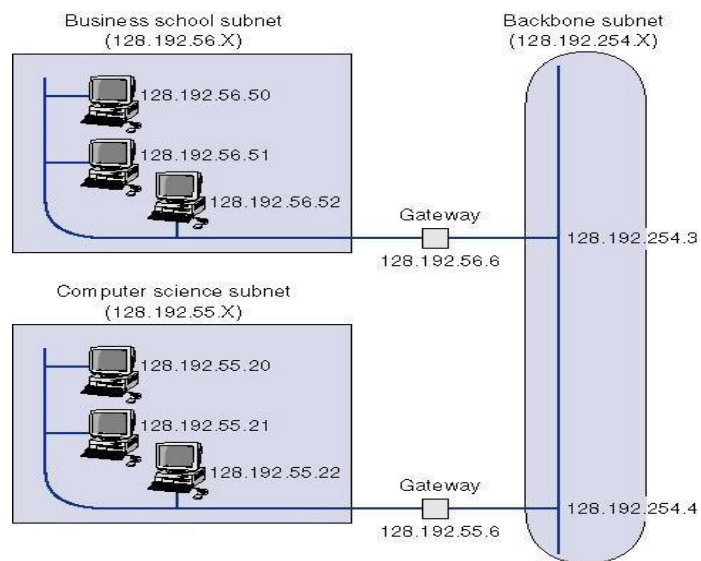 Business school subnet
(128.192.56.X)
128.192.56.50
128.192.56.51
128.192.56.52
Gateway
128.192.56.6
Backbone subnet
(128.192.254.X)
128.192.254.3
Computer science subnet
(128.192.55.X)
128.192.55.20
128.192.55.21
128.192.55.22
Gateway
128.192.55.6
128.192.254.4